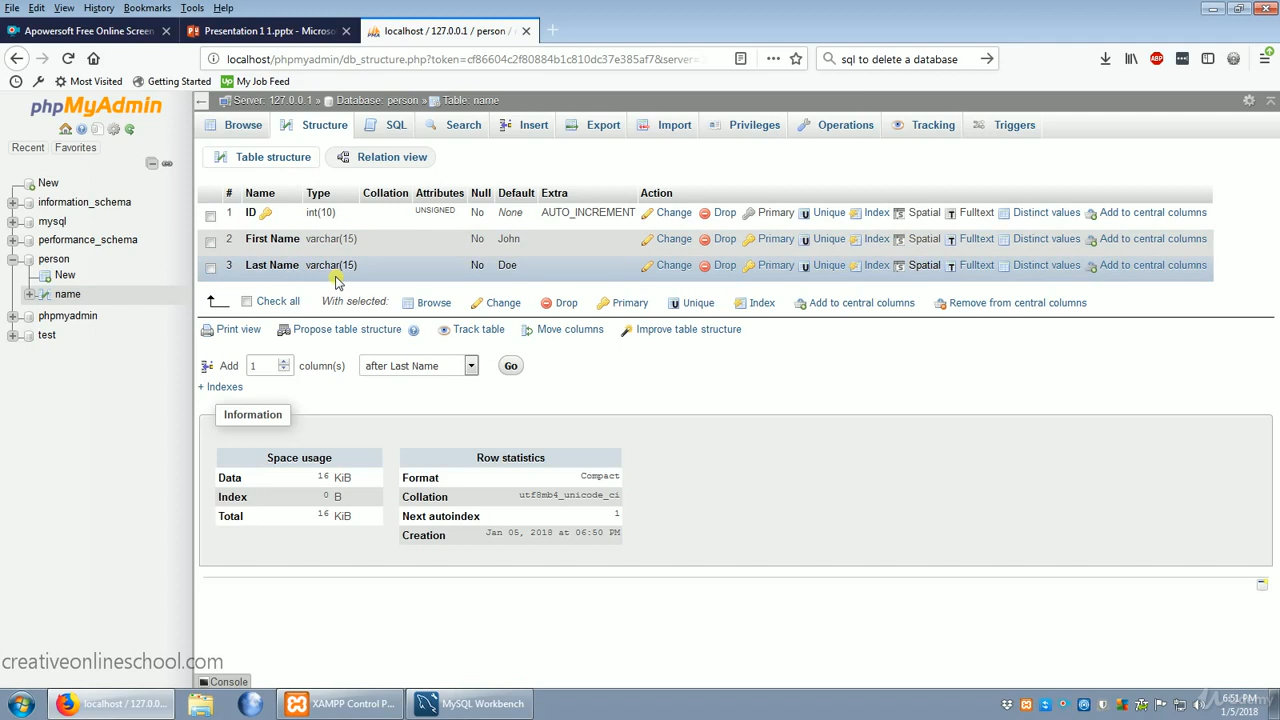 File Edit View History Bookmarks Tools Help
Apowersoft Free Online Screen
Presentation 1 1.pptx - Microso
localhost / 127.0.0.1 / person /
localhost/phpmyadmin/db_structure.php?token=cf86604c2f80884b1c810dc37e385af7&server=
sql to delete a database
Most Visited Getting Started Up My Job Feed
phpMyAdmin
Server: 127.0.0.1 » Database: person » Table: name
Browse Structure SQL Search Insert Export Import Privileges Operations Tracking Triggers
Recent Favorites
Table structure Relation view
New
information_schema
mysql
performance_schema
person
New
name
phpmyadmin
test
# Name Type Collation Attributes Null Default Extra Action
1 ID int(10) UNSIGNED No None AUTO_INCREMENT Change Drop Primary Unique Index Spatial Fulltext Distinct values Add to central columns
2 First Name varchar(15) No John Change Drop Primary Unique Index Spatial Fulltext Distinct values Add to central columns
3 Last Name varchar(15) No Doe Change Drop Primary Unique Index Spatial Fulltext Distinct values Add to central columns
Check all With selected: Browse Change Drop Primary Unique Index Add to central columns Remove from central columns
Print view Propose table structure Track table Move columns Improve table structure
Add 1 column(s) after Last Name Go
+ Indexes
Information
Space usage
Data 16 KiB
Index 0 B
Total 16 KiB
Row statistics
Format Compact
Collation utf8mb4_unicode_ci
Next autoindex 1
Creation Jan 05, 2018 at 06:50 PM
creativeonlineschool.com
Console
localhost / 127.0.0... XAMPP Control P... MySQL Workbench
6:51 PM
1/5/2018
Udemy